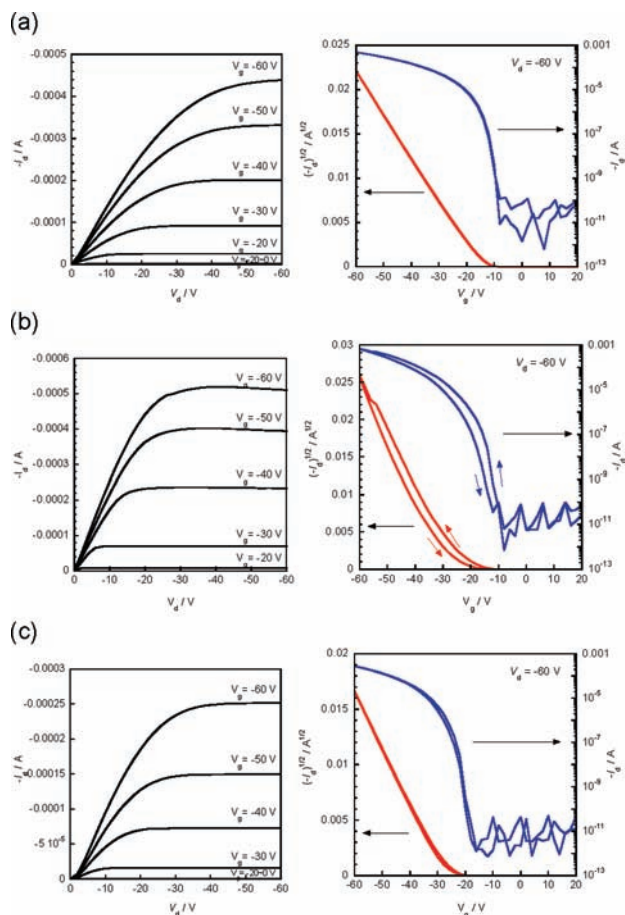 (a)
-0.0005
-0.0004
-0.0003
-0.0002
-0.0001
0
-I_d / A
V_g = -60 V
V_g = -50 V
V_g = -40 V
V_g = -30 V
V_g = -20 V
V_g = -20~0 V
0 -10 -20 -30 -40 -50 -60
V_d / V
0.025
0.02
0.015
0.01
0.005
0
(-I_d)^1/2 / A^1/2
V_d = -60 V
0.001
10^-5
10^-7
10^-9
10^-11
10^-13
-I_d / A
-60 -50 -40 -30 -20 -10 0 10 20
V_g / V
(b)
-0.0006
-0.0005
-0.0004
-0.0003
-0.0002
-0.0001
0
-I_d / A
V_g = -60 V
V_g = -50 V
V_g = -40 V
V_g = -30 V
V_g = -20 V
0 -10 -20 -30 -40 -50 -60
V_d / V
0.03
0.025
0.02
0.015
0.01
0.005
0
(-I_d)^1/2 / A^1/2
V_d = -60 V
0.001
10^-5
10^-7
10^-9
10^-11
10^-13
-I_d / A
-60 -50 -40 -30 -20 -10 0 10 20
V_g / V
(c)
-0.0003
-0.00025
-0.0002
-0.00015
-0.0001
-5 10^-5
0
V_g = -60 V
V_g = -50 V
V_g = -40 V
V_g = -30 V
V_g = -20~0 V
0 -10 -20 -30 -40 -50 -60
V_d / V
0.02
0.015
0.01
0.005
0
(-I_d)^1/2 / A^1/2
V_d = -60 V
0.001
10^-5
10^-7
10^-9
10^-11
10^-13
-I_d / A
-60 -50 -40 -30 -20 -10 0 10 20
V_g / V